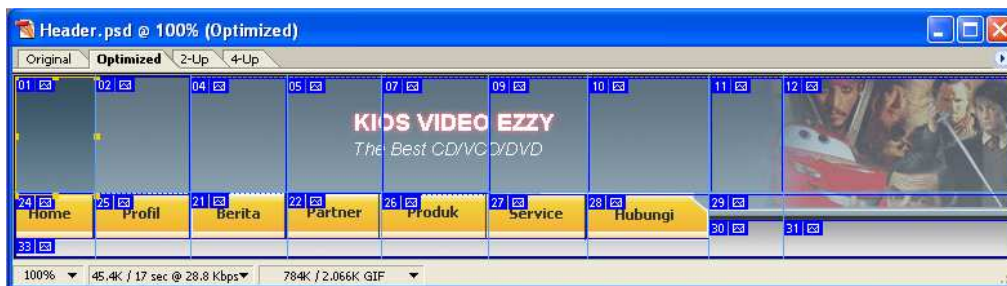 Header.psd @ 100% (Optimized)
Original Optimized 2-Up 4-Up
01 02 04 05 07 09 10 11 12
KIOS VIDEO EZZY
The Best CD/VCD/DVD
24 25 21 22 26 27 28 29
Home Profil Berita Partner Produk Service Hubungi
30 31
33
100% 45.4K / 17 sec @ 28.8 Kbps 784K / 2.066K GIF